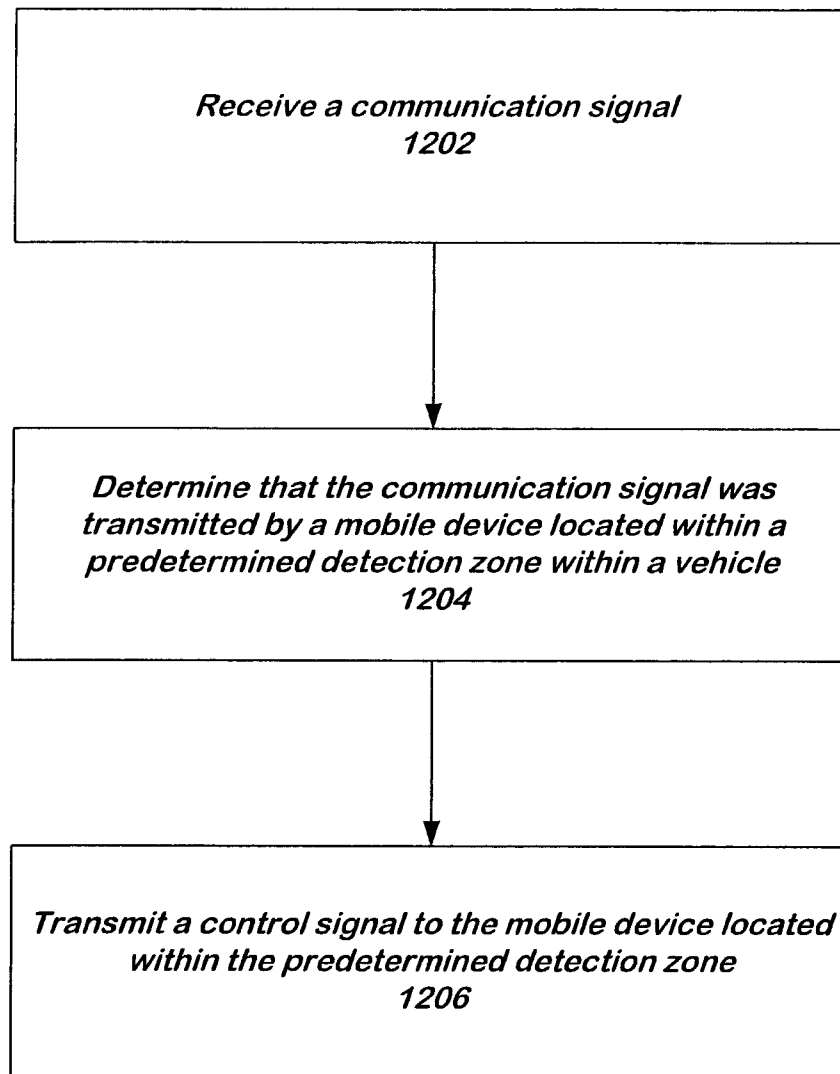 Receive a communication signal
1202
Determine that the communication signal was
transmitted by a mobile device located within a
predetermined detection zone within a vehicle
1204
Transmit a control signal to the mobile device located
within the predetermined detection zone
1206